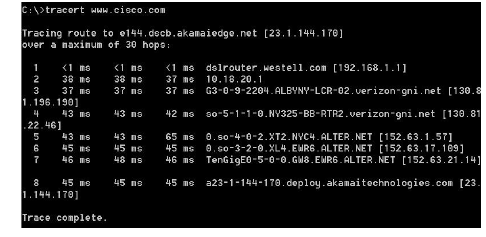 C:\>tracert www.cisco.com
Tracing route to e144.dscb.akamaiedge.net [23.1.144.170]
over a maximum of 30 hops:
1 <1 ms <1 ms <1 ms dslrouter.westell.com [192.168.1.1]
2 38 ms 38 ms 37 ms 10.18.20.1
3 37 ms 37 ms 37 ms G3-0-9-2204.ALBYNY-LCR-02.verizon-gni.net [130.8
1.196.190]
4 43 ms 43 ms 42 ms so-5-1-1-0.NY325-BB-RTR2.verizon-gni.net [130.81
.22.46]
5 43 ms 43 ms 65 ms 0.so-4-0-2.XT2.NYC4.ALTER.NET [152.63.1.57]
6 45 ms 45 ms 45 ms 0.so-3-2-0.XL4.EWR6.ALTER.NET [152.63.17.109]
7 46 ms 48 ms 46 ms TenGigE0-5-0-0.GW8.EWR6.ALTER.NET [152.63.21.14]
8 45 ms 45 ms 45 ms a23-1-144-170.deploy.akamaitechnologies.com [23.
1.144.170]
Trace complete.